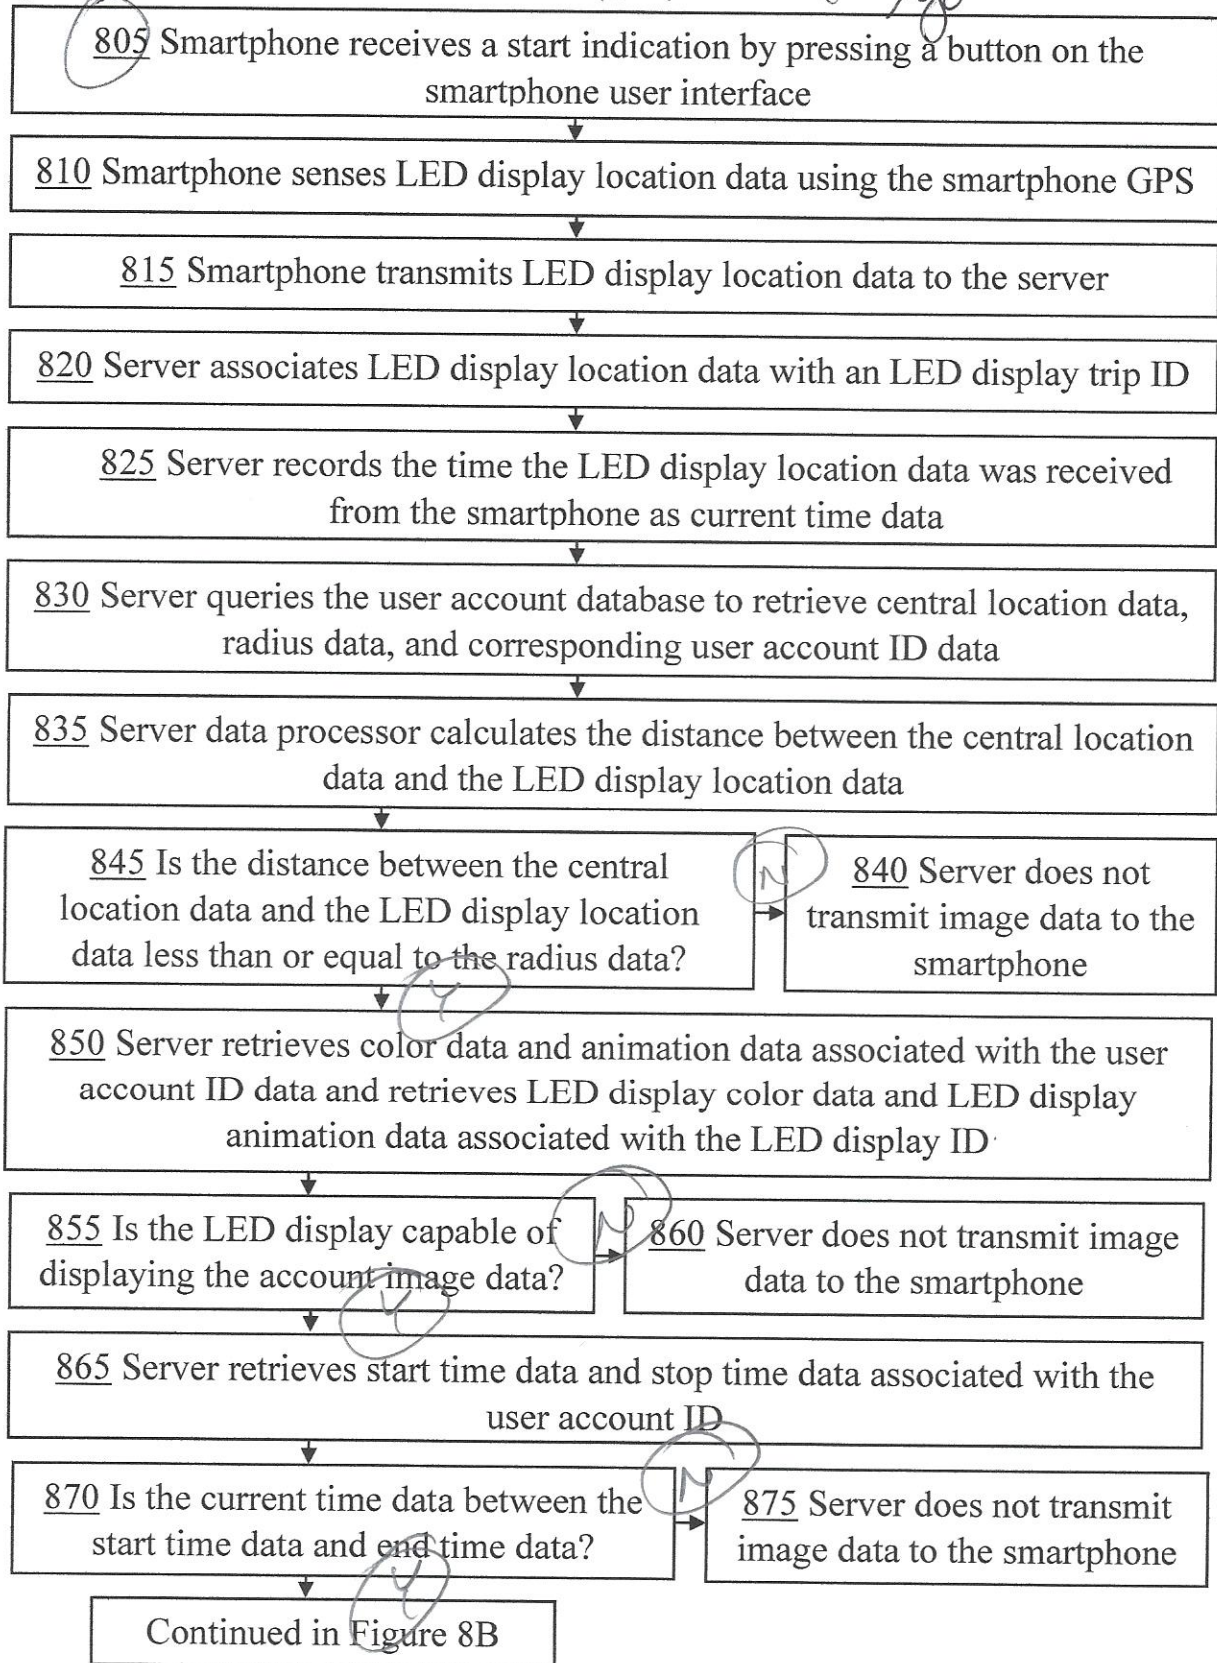 805 Smartphone receives a start indication by pressing a button on the
smartphone user interface
810 Smartphone senses LED display location data using the smartphone GPS
815 Smartphone transmits LED display location data to the server
820 Server associates LED display location data with an LED display trip ID
825 Server records the time the LED display location data was received
from the smartphone as current time data
830 Server queries the user account database to retrieve central location data,
radius data, and corresponding user account ID data
835 Server data processor calculates the distance between the central location
data and the LED display location data
845 Is the distance between the central
location data and the LED display location
data less than or equal to the radius data?
N
840 Server does not
transmit image data to the
smartphone
Y
850 Server retrieves color data and animation data associated with the user
account ID data and retrieves LED display color data and LED display
animation data associated with the LED display ID
855 Is the LED display capable of
displaying the account image data?
N
860 Server does not transmit image
data to the smartphone
Y
865 Server retrieves start time data and stop time data associated with the
user account ID
870 Is the current time data between the
start time data and end time data?
N
875 Server does not transmit
image data to the smartphone
Y
Continued in Figure 8B